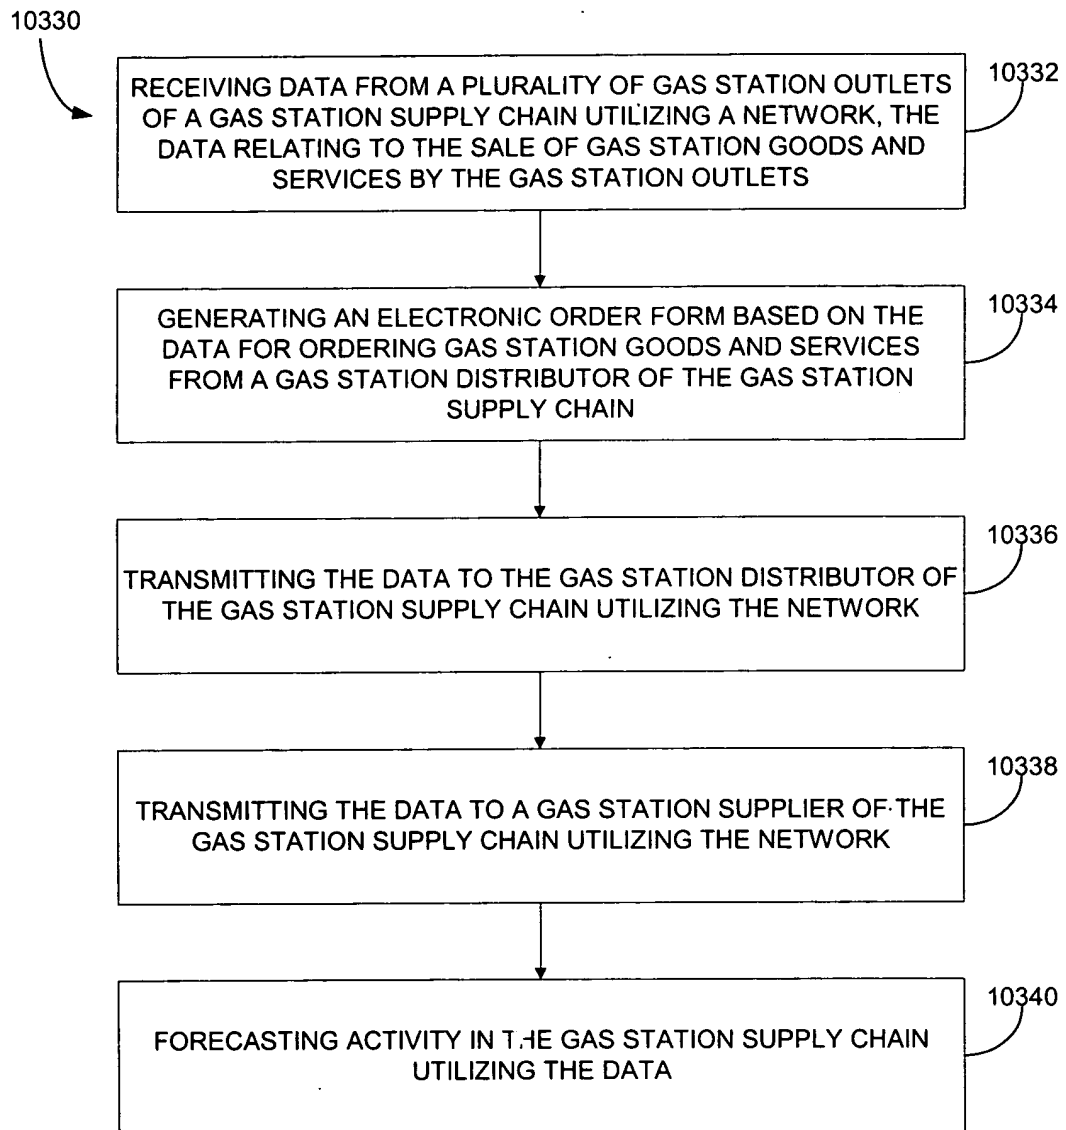 10330
10332
RECEIVING DATA FROM A PLURALITY OF GAS STATION OUTLETS
OF A GAS STATION SUPPLY CHAIN UTILIZING A NETWORK, THE
DATA RELATING TO THE SALE OF GAS STATION GOODS AND
SERVICES BY THE GAS STATION OUTLETS
10334
GENERATING AN ELECTRONIC ORDER FORM BASED ON THE
DATA FOR ORDERING GAS STATION GOODS AND SERVICES
FROM A GAS STATION DISTRIBUTOR OF THE GAS STATION
SUPPLY CHAIN
10336
TRANSMITTING THE DATA TO THE GAS STATION DISTRIBUTOR OF
THE GAS STATION SUPPLY CHAIN UTILIZING THE NETWORK
10338
TRANSMITTING THE DATA TO A GAS STATION SUPPLIER OF THE
GAS STATION SUPPLY CHAIN UTILIZING THE NETWORK
10340
FORECASTING ACTIVITY IN THE GAS STATION SUPPLY CHAIN
UTILIZING THE DATA